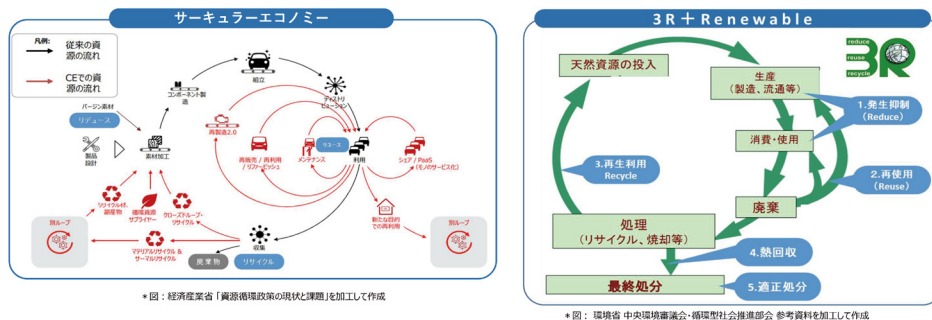 サーキュラーエコノミー
凡例:
従来の資
源の流れ
CEでの資
源の流れ
バージン素材
リデュース
製品
設計
素材加工
コンポーネント製
造
組立
ディストリ
ビューション
再製造2.0
再販売 / 再利用
/ リファービッシュ
メンテナンス
リユース
利用
シェア / PaaS
(モノのサービス化)
リサイクル材、
副産物
循環資源
サプライヤー
クローズドループ・
リサイクル
新たな目的
での再利用
別ループ
別ループ
マテリアルリサイクル &
サーマルリサイクル
収集
廃棄物
リサイクル
*図:経済産業省「資源循環政策の現状と課題」を加工して作成
3R+Renewable
reduce
reuse
recycle
3R
天然資源の投入
生産
(製造、流通等)
1.発生抑制
(Reduce)
消費・使用
3.再生利用
Recycle
2.再使用
(Reuse)
廃棄
処理
(リサイクル、焼却等)
4.熱回収
最終処分
5.適正処分
*図: 環境省 中央環境審議会・循環型社会推進部会 参考資料を加工して作成